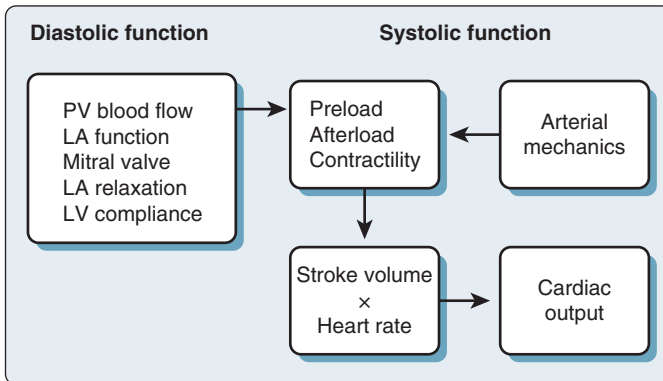 Diastolic function
Systolic function
PV blood flow
LA function
Mitral valve
LA relaxation
LV compliance
Preload
Afterload
Contractility
Arterial
mechanics
Stroke volume
×
Heart rate
Cardiac
output